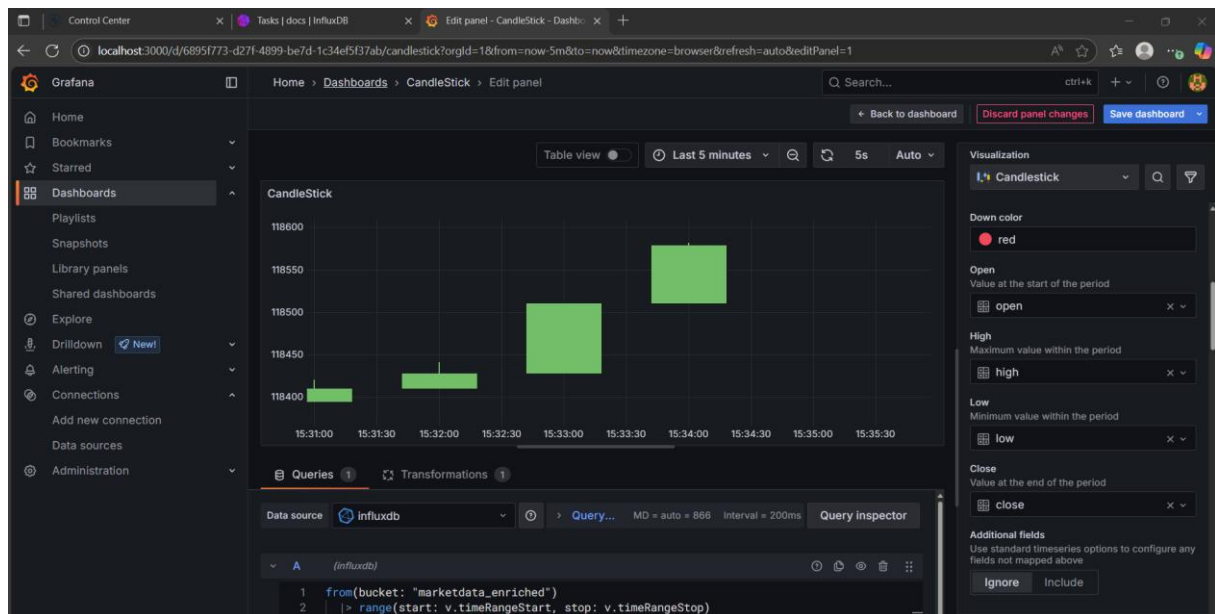 Control Center
Tasks | docs | InfluxDB
Edit panel - CandleStick - Dashbo
localhost:3000/d/6895f773-d27f-4899-be7d-1c34ef5f37ab/candlestick?orgId=1&from=now-5m&to=now&timezone=browser&refresh=auto&editPanel=1
Grafana
Home › Dashboards › CandleStick › Edit panel
Search...
ctrl+k
Back to dashboard
Discard panel changes
Save dashboard
Home
Bookmarks
Starred
Dashboards
Playlists
Snapshots
Library panels
Shared dashboards
Explore
Drilldown
New!
Alerting
Connections
Add new connection
Data sources
Administration
Table view
Last 5 minutes
5s
Auto
CandleStick
118600
118550
118500
118450
118400
15:31:00 15:31:30 15:32:00 15:32:30 15:33:00 15:33:30 15:34:00 15:34:30 15:35:00 15:35:30
Queries 1
Transformations 1
Data source
influxdb
Query...
MD = auto = 866
Interval = 200ms
Query inspector
A
(influxdb)
1 from(bucket: "marketdata_enriched")
2 |> range(start: v.timeRangeStart, stop: v.timeRangeStop)
Visualization
Candlestick
Down color
red
Open
Value at the start of the period
open
High
Maximum value within the period
high
Low
Minimum value within the period
low
Close
Value at the end of the period
close
Additional fields
Use standard timeseries options to configure any
fields not mapped above
Ignore
Include